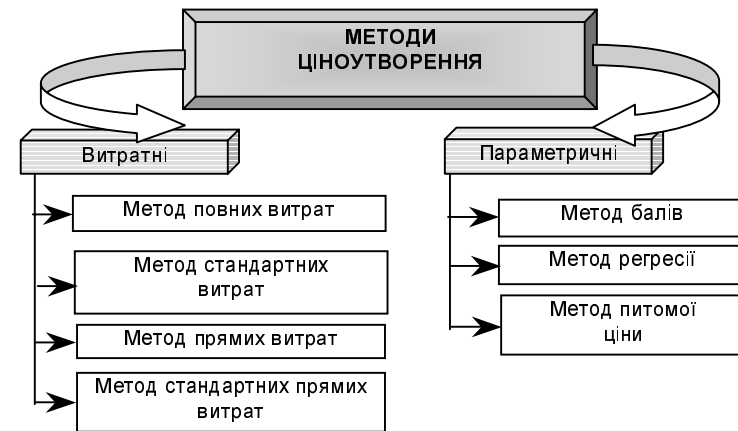 МЕТОДИ
ЦІНОУТВОРЕННЯ
Витратні
Метод повних витрат
Метод стандартних
витрат
Метод прямих витрат
Метод стандартних прямих
витрат
Параметричні
Метод балів
Метод регресії
Метод питомої
ціни